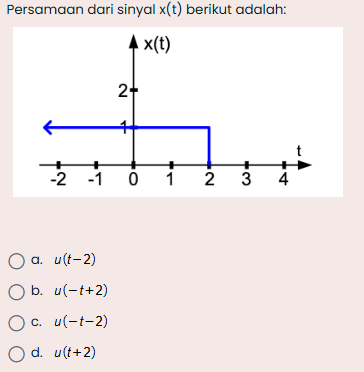 Persamaan dari sinyal x(t) berikut adalah:
x(t)
2
1
t
-2 -1 0 1 2 3 4
a. u(t-2)
b. u(-t+2)
c. u(-t-2)
d. u(t+2)